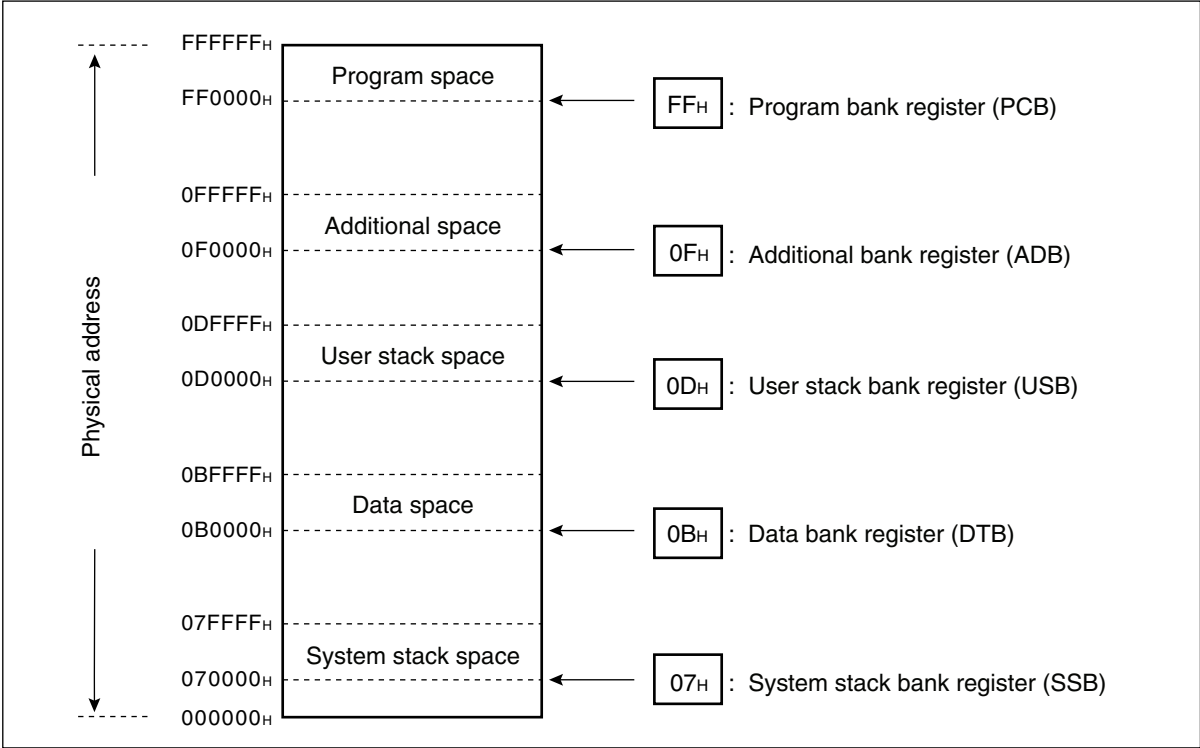 FFFFFFH
Program space
FF0000H
FFH : Program bank register (PCB)
0FFFFFH
Additional space
0F0000H
0FH : Additional bank register (ADB)
0DFFFFH
User stack space
0D0000H
0DH : User stack bank register (USB)
0BFFFFH
Data space
0B0000H
0BH : Data bank register (DTB)
07FFFFH
System stack space
070000H
07H : System stack bank register (SSB)
000000H
Physical address